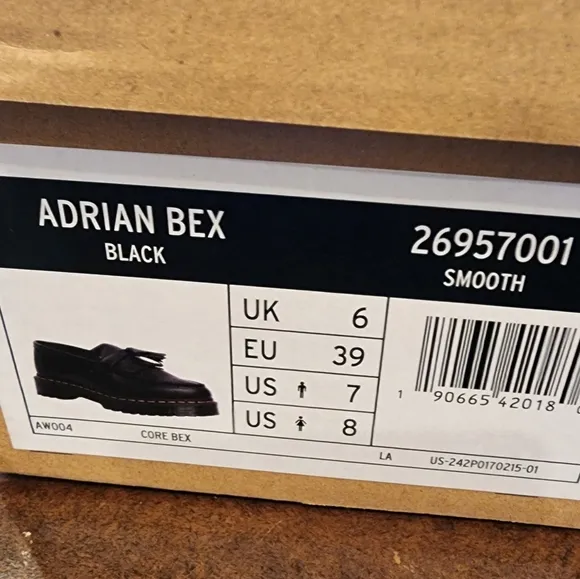 ADRIAN BEX
BLACK
26957001
SMOOTH
UK 6
EU 39
US 7
US 8
1 90665 42018
AW004
CORE BEX
LA
US-242P0170215-01